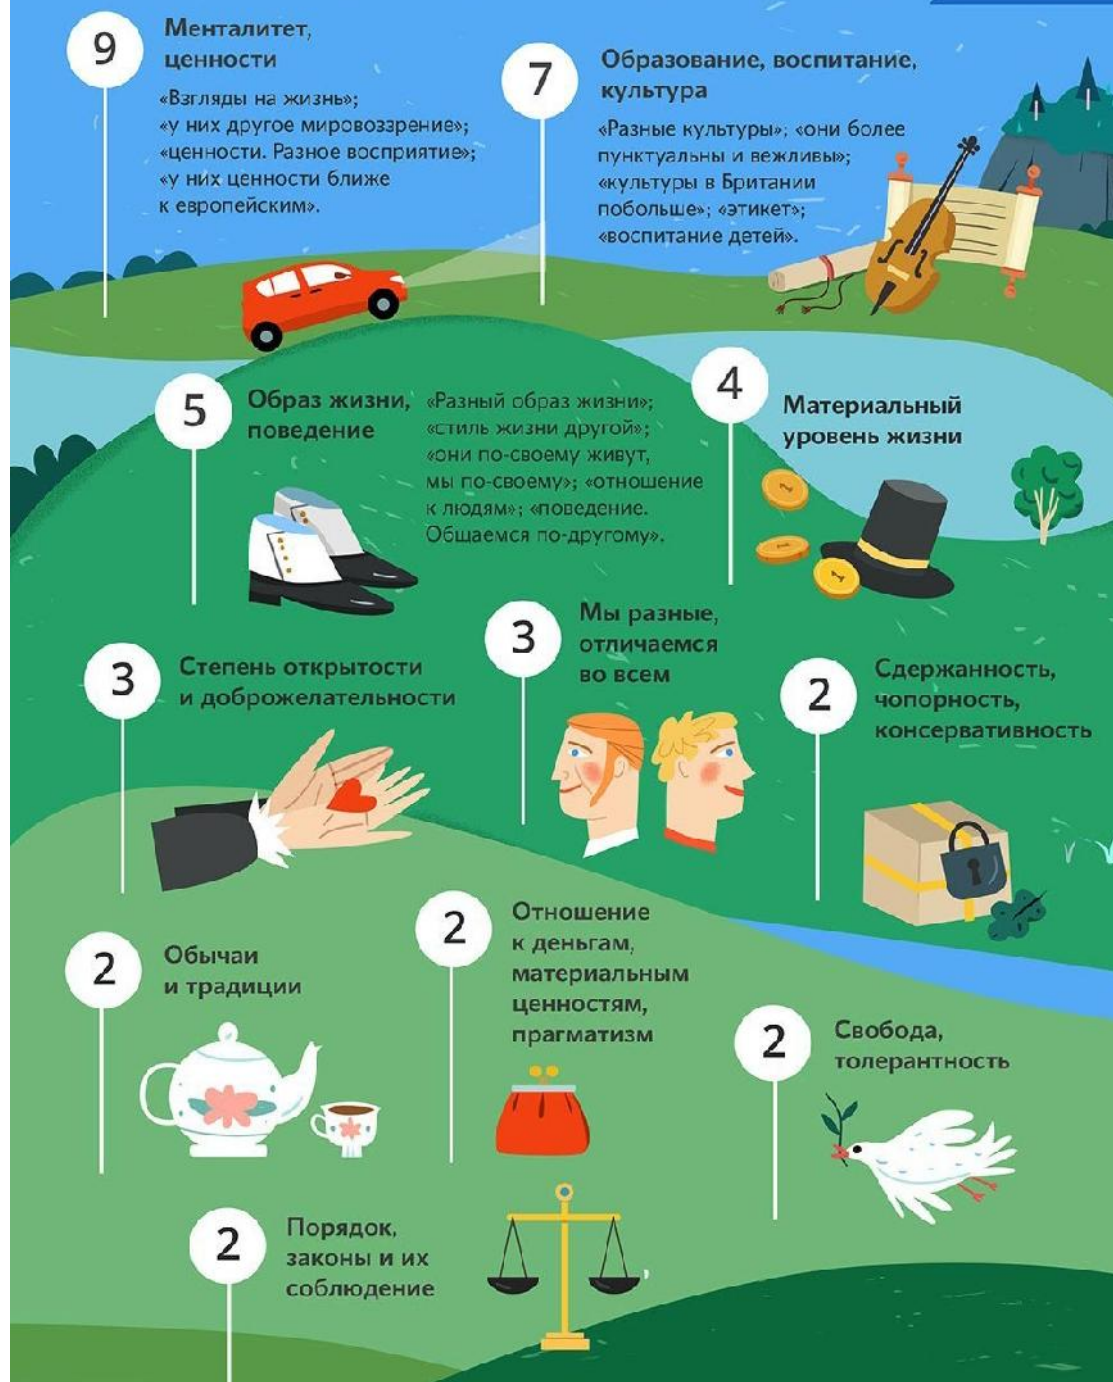 9
Менталитет,
ценности
«Взгляды на жизнь»;
«у них другое мировоззрение»;
«ценности. Разное восприятие»;
«у них ценности ближе
к европейским».
7
Образование, воспитание,
культура
«Разные культуры»; «они более
пунктуальны и вежливы»;
«культуры в Британии
побольше»; «этикет»;
«воспитание детей».
5
Образ жизни,
поведение
«Разный образ жизни»;
«стиль жизни другой»;
«они по-своему живут,
мы по-своему»; «отношение
к людям»; «поведение.
Общаемся по-другому».
4
Материальный
уровень жизни
1
1
1
3
Степень открытости
и доброжелательности
3
Мы разные,
отличаемся
во всем
2
Сдержанность,
чопорность,
консервативность
2
Обычаи
и традиции
2
Отношение
к деньгам,
материальным
ценностям,
прагматизм
2
Свобода,
толерантность
2
Порядок,
законы и их
соблюдение